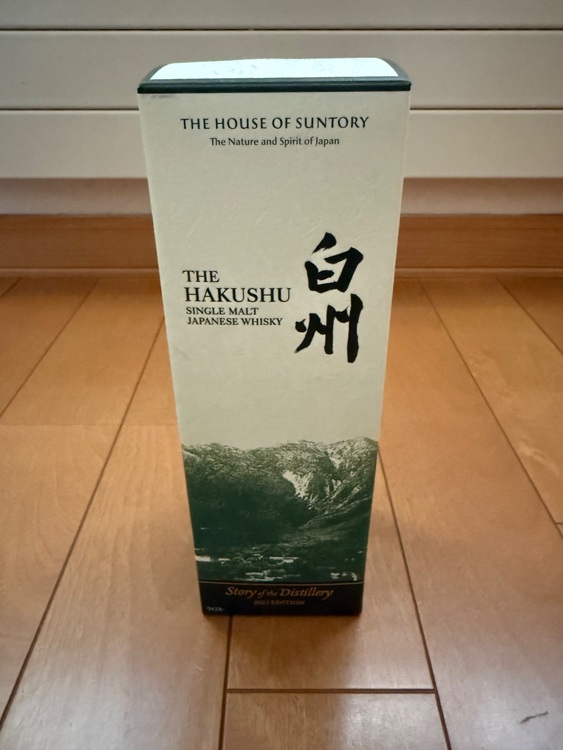 THE HOUSE OF SUNTORY
The Nature and Spirit of Japan
THE
HAKUSHU
SINGLE MALT
JAPANESE WHISKY
白州
Story of the Distillery
EDITION